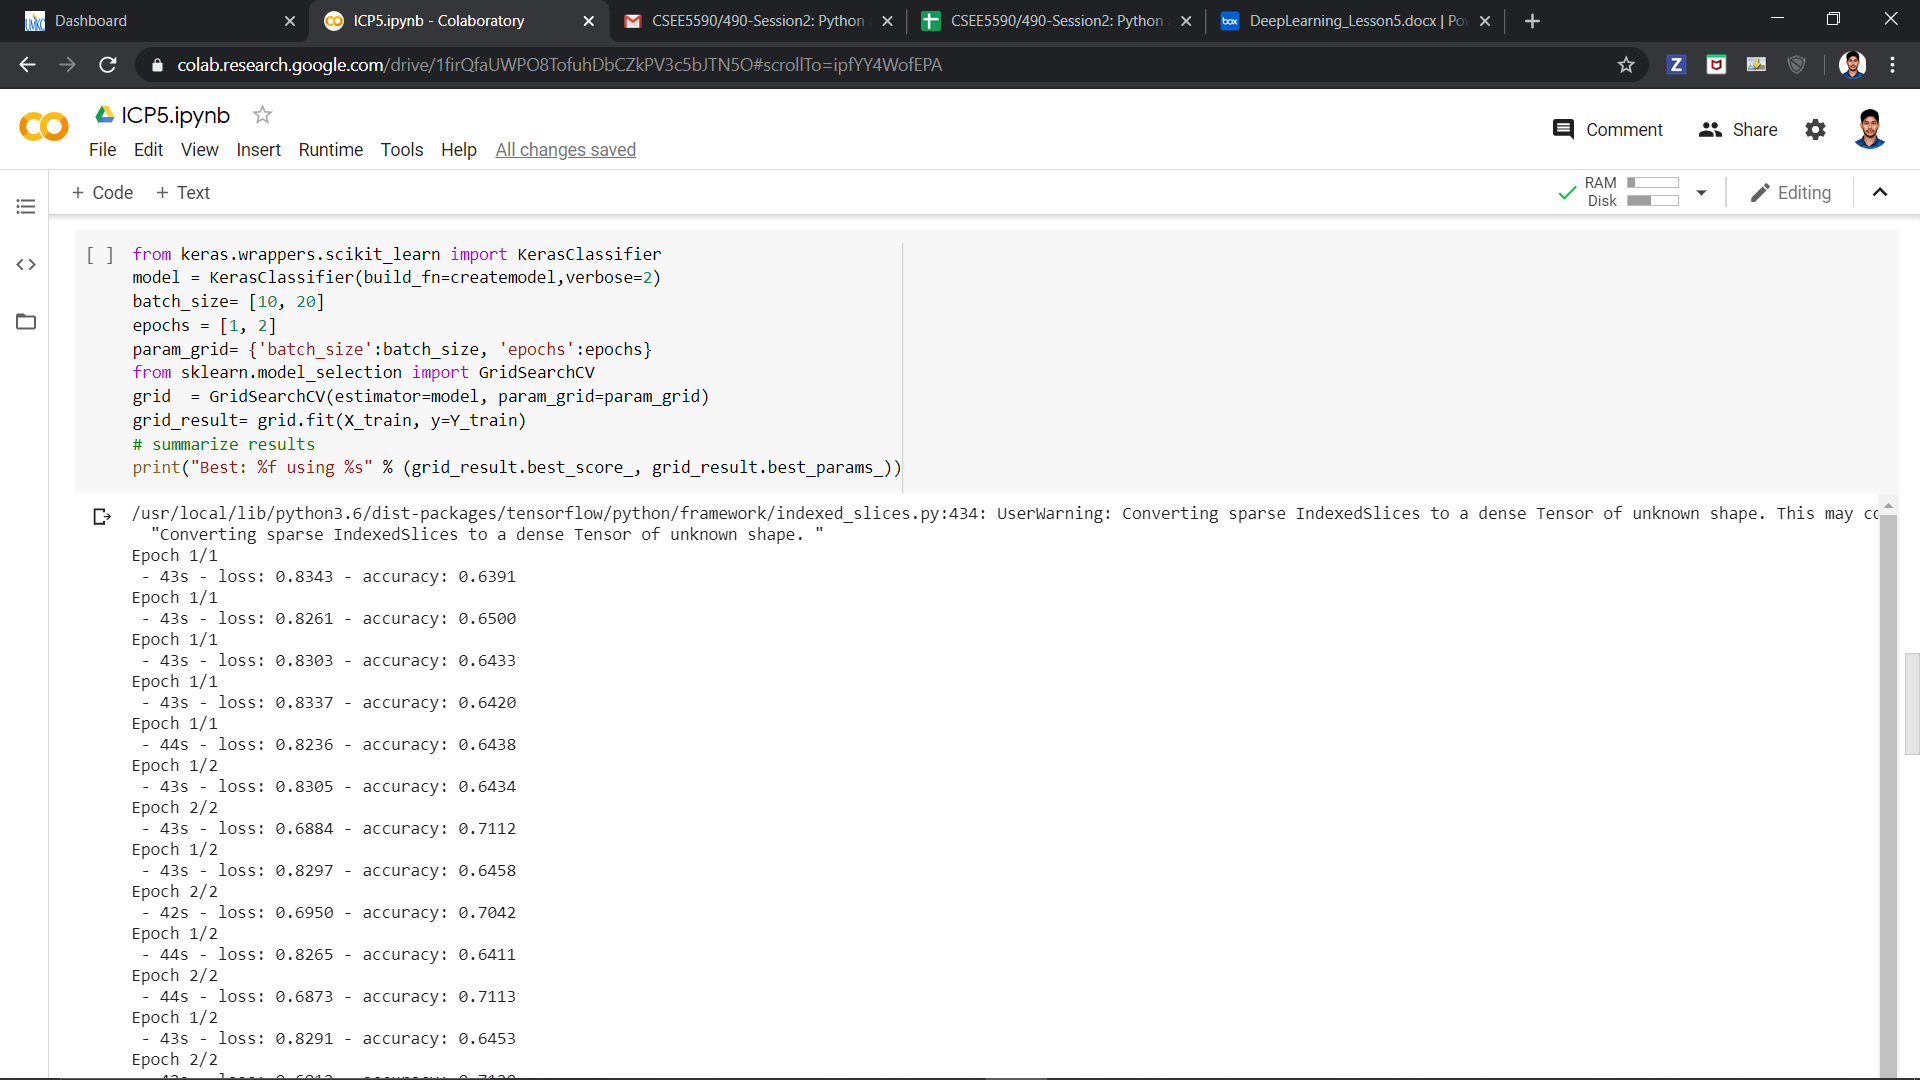 Dashboard
ICP5.ipynb - Colaboratory
CSEE5590/490-Session2: Python
CSEE5590/490-Session2: Python
box
DeepLearning_Lesson5.docx | Po
colab.research.google.com/drive/1firQfaUWPO8TofuhDbCZkPV3c5bJTN5O#scrollTo=ipfYY4WofEPA
Z
CO
ICP5.ipynb
Comment
Share
File Edit View Insert Runtime Tools Help All changes saved
+ Code + Text
RAM
Disk
Editing
[ ]
from keras.wrappers.scikit_learn import KerasClassifier
model = KerasClassifier(build_fn=createmodel,verbose=2)
batch_size= [10, 20]
epochs = [1, 2]
param_grid= {'batch_size':batch_size, 'epochs':epochs}
from sklearn.model_selection import GridSearchCV
grid  = GridSearchCV(estimator=model, param_grid=param_grid)
grid_result= grid.fit(X_train, y=Y_train)
# summarize results
print("Best: %f using %s" % (grid_result.best_score_, grid_result.best_params_))
/usr/local/lib/python3.6/dist-packages/tensorflow/python/framework/indexed_slices.py:434: UserWarning: Converting sparse IndexedSlices to a dense Tensor of unknown shape. This may co
"Converting sparse IndexedSlices to a dense Tensor of unknown shape. "
Epoch 1/1
- 43s - loss: 0.8343 - accuracy: 0.6391
Epoch 1/1
- 43s - loss: 0.8261 - accuracy: 0.6500
Epoch 1/1
- 43s - loss: 0.8303 - accuracy: 0.6433
Epoch 1/1
- 43s - loss: 0.8337 - accuracy: 0.6420
Epoch 1/1
- 44s - loss: 0.8236 - accuracy: 0.6438
Epoch 1/2
- 43s - loss: 0.8305 - accuracy: 0.6434
Epoch 2/2
- 43s - loss: 0.6884 - accuracy: 0.7112
Epoch 1/2
- 43s - loss: 0.8297 - accuracy: 0.6458
Epoch 2/2
- 42s - loss: 0.6950 - accuracy: 0.7042
Epoch 1/2
- 44s - loss: 0.8265 - accuracy: 0.6411
Epoch 2/2
- 44s - loss: 0.6873 - accuracy: 0.7113
Epoch 1/2
- 43s - loss: 0.8291 - accuracy: 0.6453
Epoch 2/2